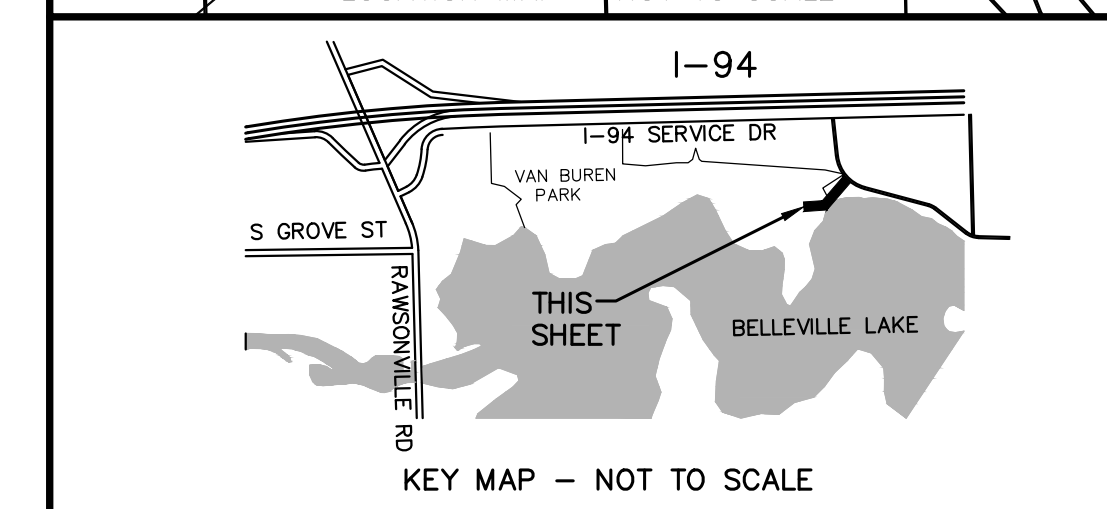 I-94
I-94 SERVICE DR
VAN BUREN
PARK
S GROVE ST
RAWSONVILLE RD
THIS
SHEET
BELLEVILLE LAKE
KEY MAP - NOT TO SCALE